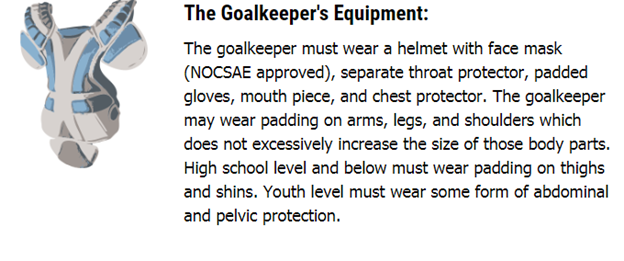 The Goalkeeper's Equipment:
The goalkeeper must wear a helmet with face mask
(NOCSAE approved), separate throat protector, padded
gloves, mouth piece, and chest protector. The goalkeeper
may wear padding on arms, legs, and shoulders which
does not excessively increase the size of those body parts.
High school level and below must wear padding on thighs
and shins. Youth level must wear some form of abdominal
and pelvic protection.